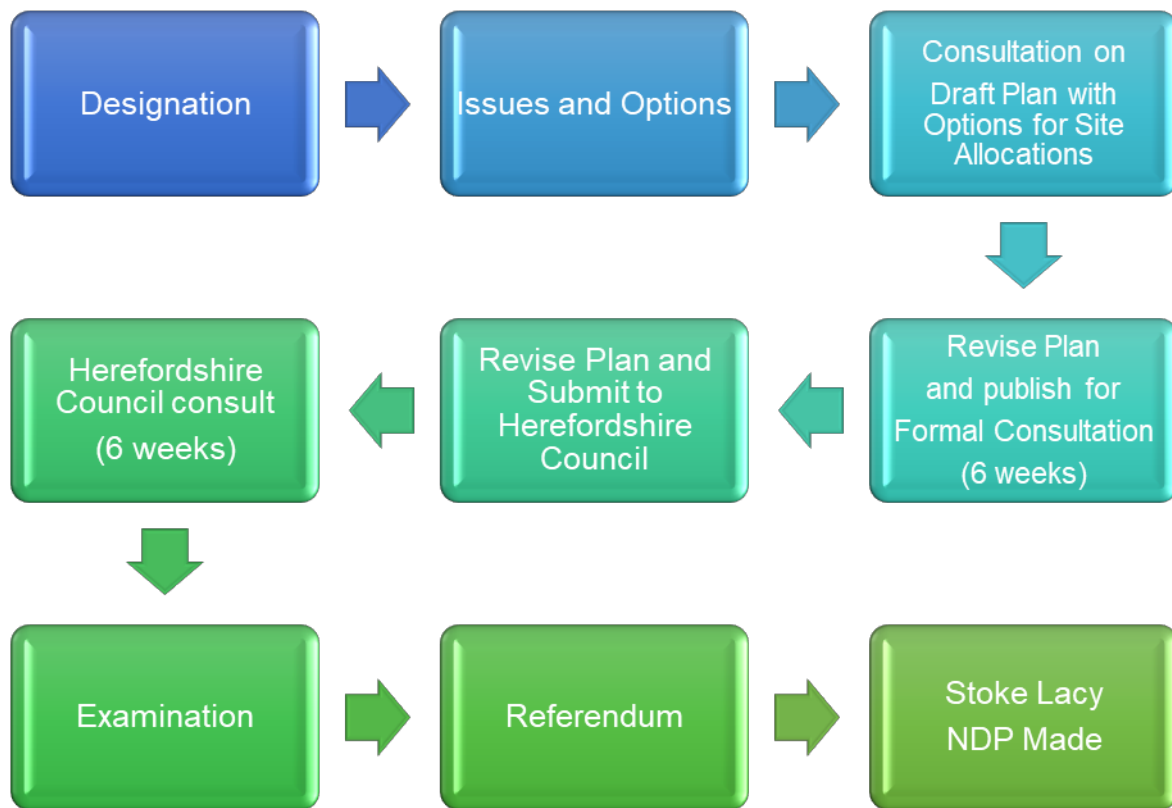 Designation
Issues and Options
Consultation on
Draft Plan with
Options for Site
Allocations
Revise Plan
and publish for
Formal Consultation
(6 weeks)
Revise Plan and
Submit to
Herefordshire
Council
Herefordshire
Council consult
(6 weeks)
Examination
Referendum
Stoke Lacy
NDP Made